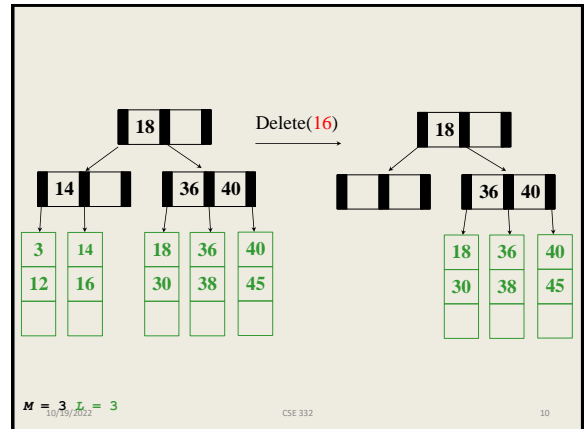 18 Delete(16) 18
14 36 40 36 40
3 14 18 36 40 18 36 40
12 16 30 38 45 30 38 45
M = 3 L = 3
10/19/2022 CSE 332 10